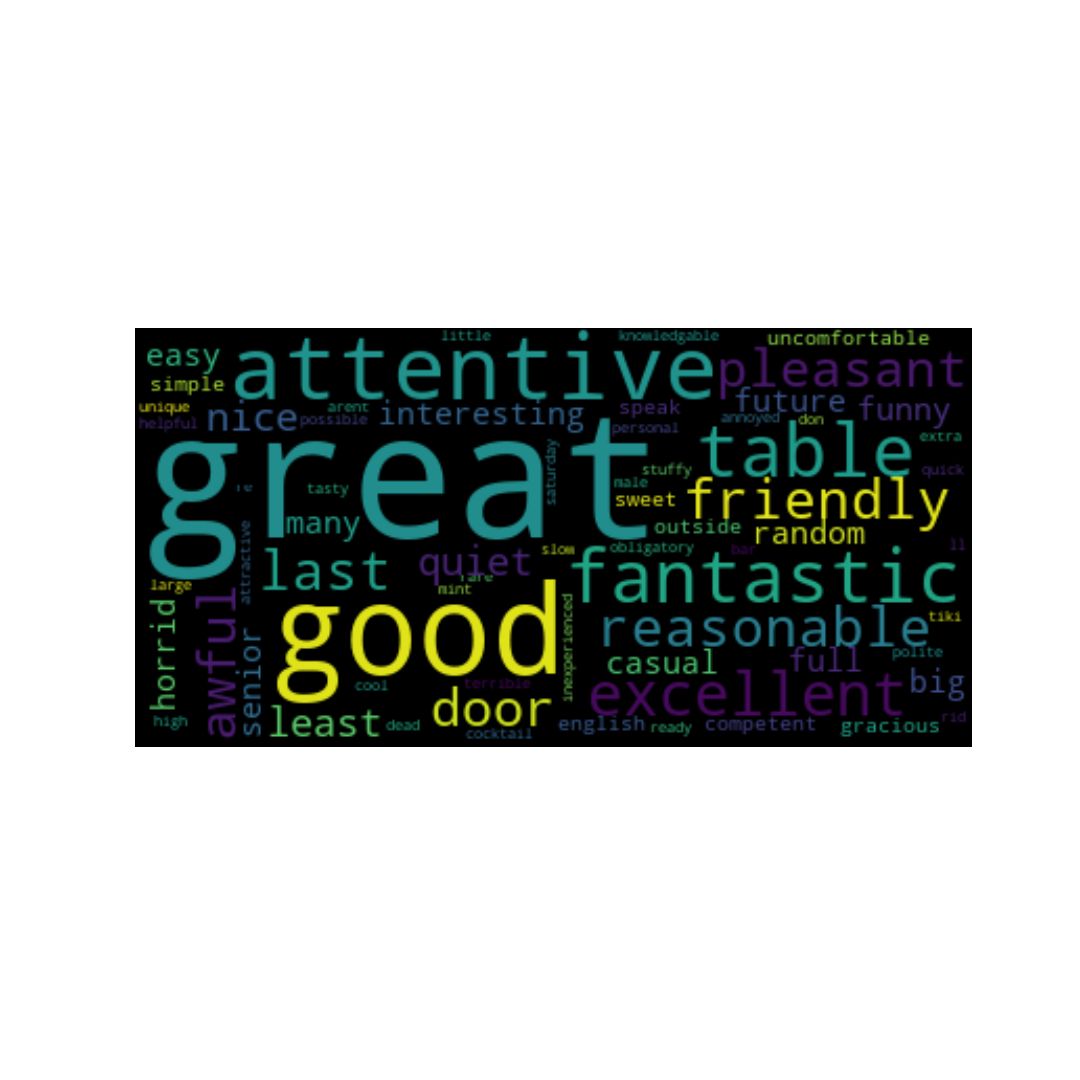 little
knowledgable
uncomfortable
easy
attentive
pleasant
simple
future
unique
arent
nice
interesting
speak
funny
helpful
possible
personal
annoyed
don
great
table
extra
saturday
stuffy
quick
tasty
male
sweet
friendly
many
outside
random
attractive
last
quiet
slow
obligatory
bar
ll
large
rare
mint
fantastic
good
horrid
awful
senior
inexperienced
reasonable
tiki
casual
full
polite
cool
terrible
excellent
big
high
least
dead
door
cocktail
english
ready
competent
gracious
rid